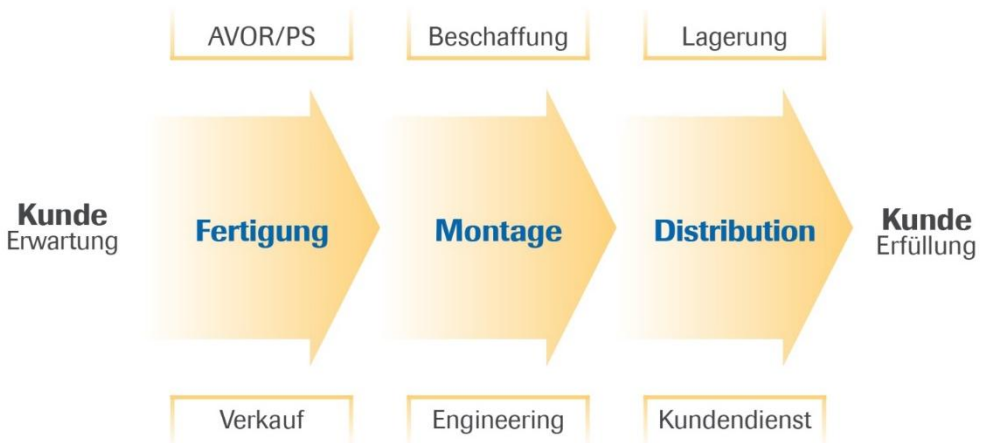 AVOR/PS
Beschaffung
Lagerung
Kunde
Erwartung
Fertigung
Montage
Distribution
Kunde
Erfüllung
Verkauf
Engineering
Kundendienst